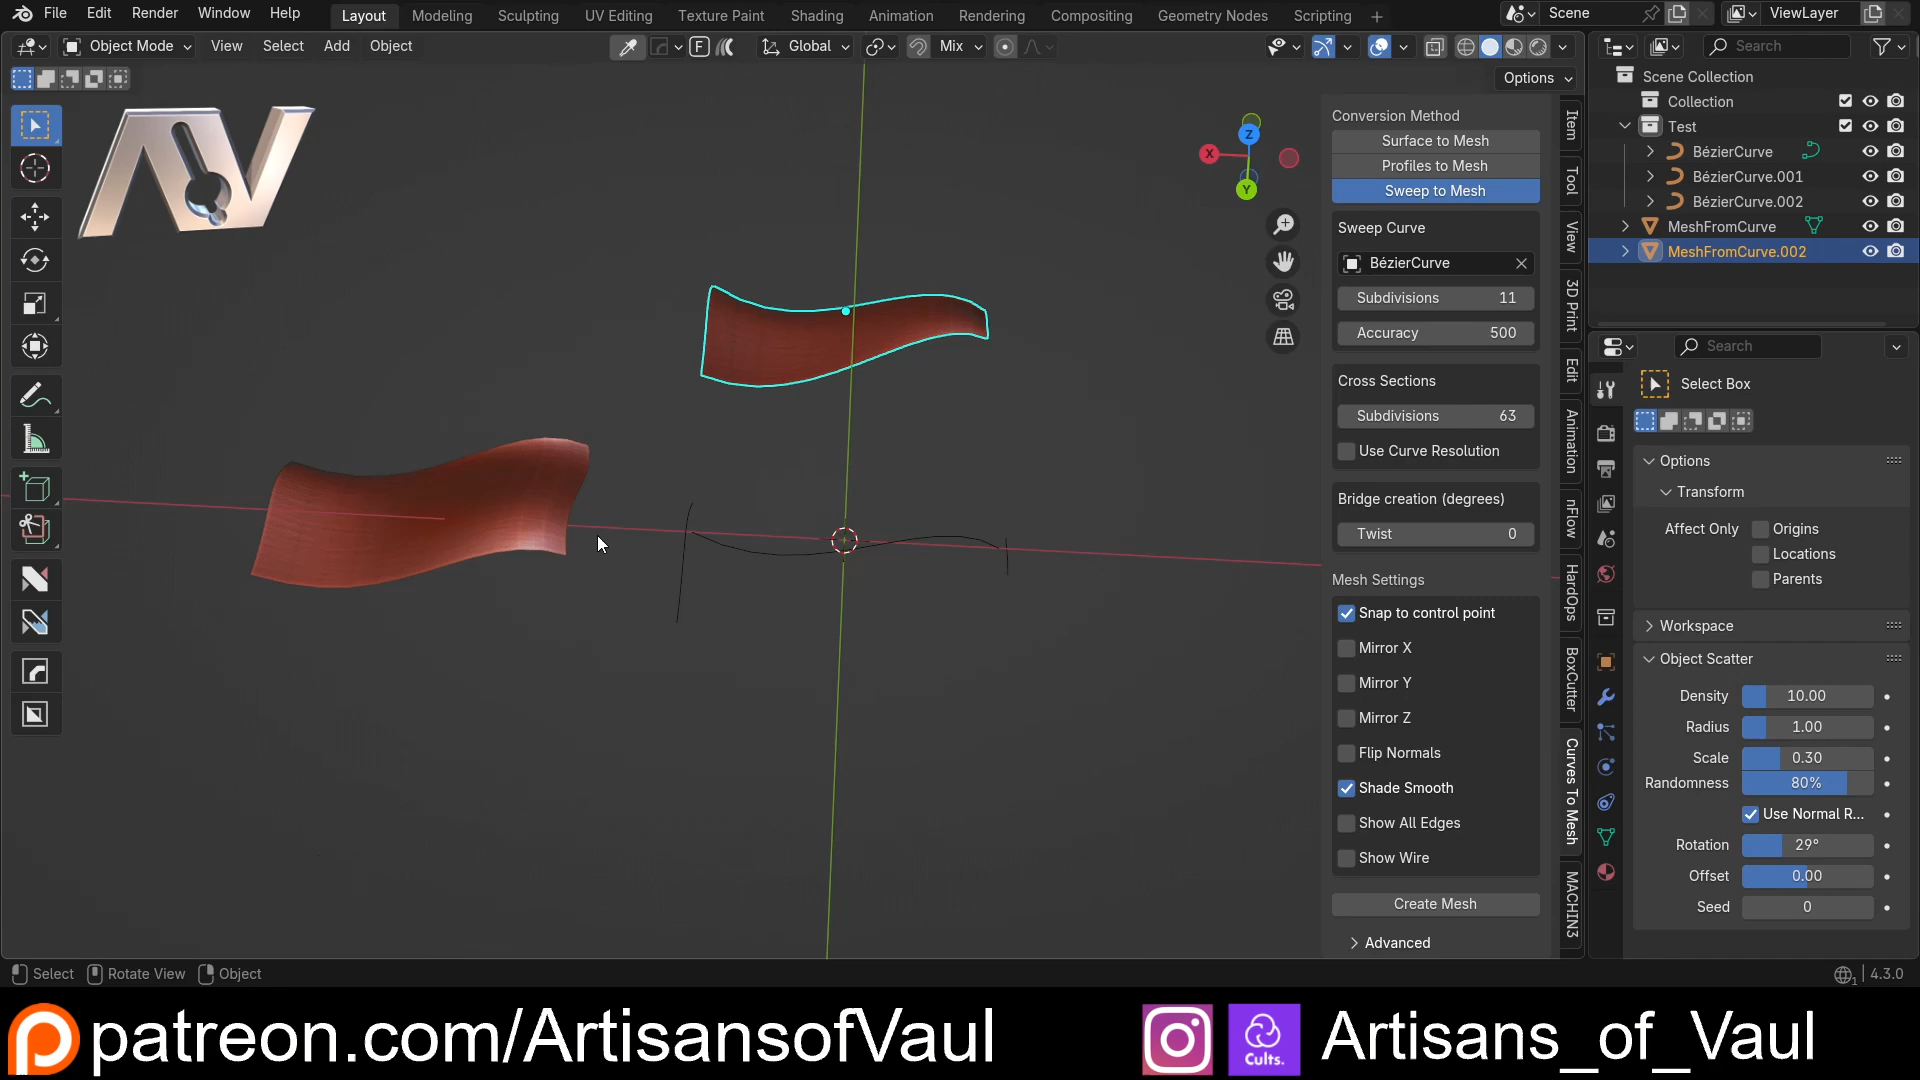 File Edit Render Window Help Layout Modeling Sculpting UV Editing Texture Paint Shading Animation Rendering Compositing Geometry Nodes Scripting + Scene ViewLayer
Object Mode View Select Add Object F Global Mix Search
Options
Scene Collection
Collection
Test
BézierCurve
BézierCurve.001
BézierCurve.002
MeshFromCurve
MeshFromCurve.002
AV
Z
X
Y
Conversion Method
Surface to Mesh
Profiles to Mesh
Sweep to Mesh
Sweep Curve
BézierCurve
Subdivisions 11
Accuracy 500
Cross Sections
Subdivisions 63
Use Curve Resolution
Bridge creation (degrees)
Twist 0
Mesh Settings
Snap to control point
Mirror X
Mirror Y
Mirror Z
Flip Normals
Shade Smooth
Show All Edges
Show Wire
Create Mesh
Advanced
Item
Tool
View
3D Print
Edit
Animation
nFlow
HardOps
BoxCutter
Curves To Mesh
MACHIN3
Search
Select Box
Options
Transform
Affect Only Origins
Locations
Parents
Workspace
Object Scatter
Density 10.00
Radius 1.00
Scale 0.30
Randomness 80%
Use Normal R...
Rotation 29°
Offset 0.00
Seed 0
Select Rotate View Object 1 4.3.0
patreon.com/ArtisansofVaul Cults. Artisans_of_Vaul